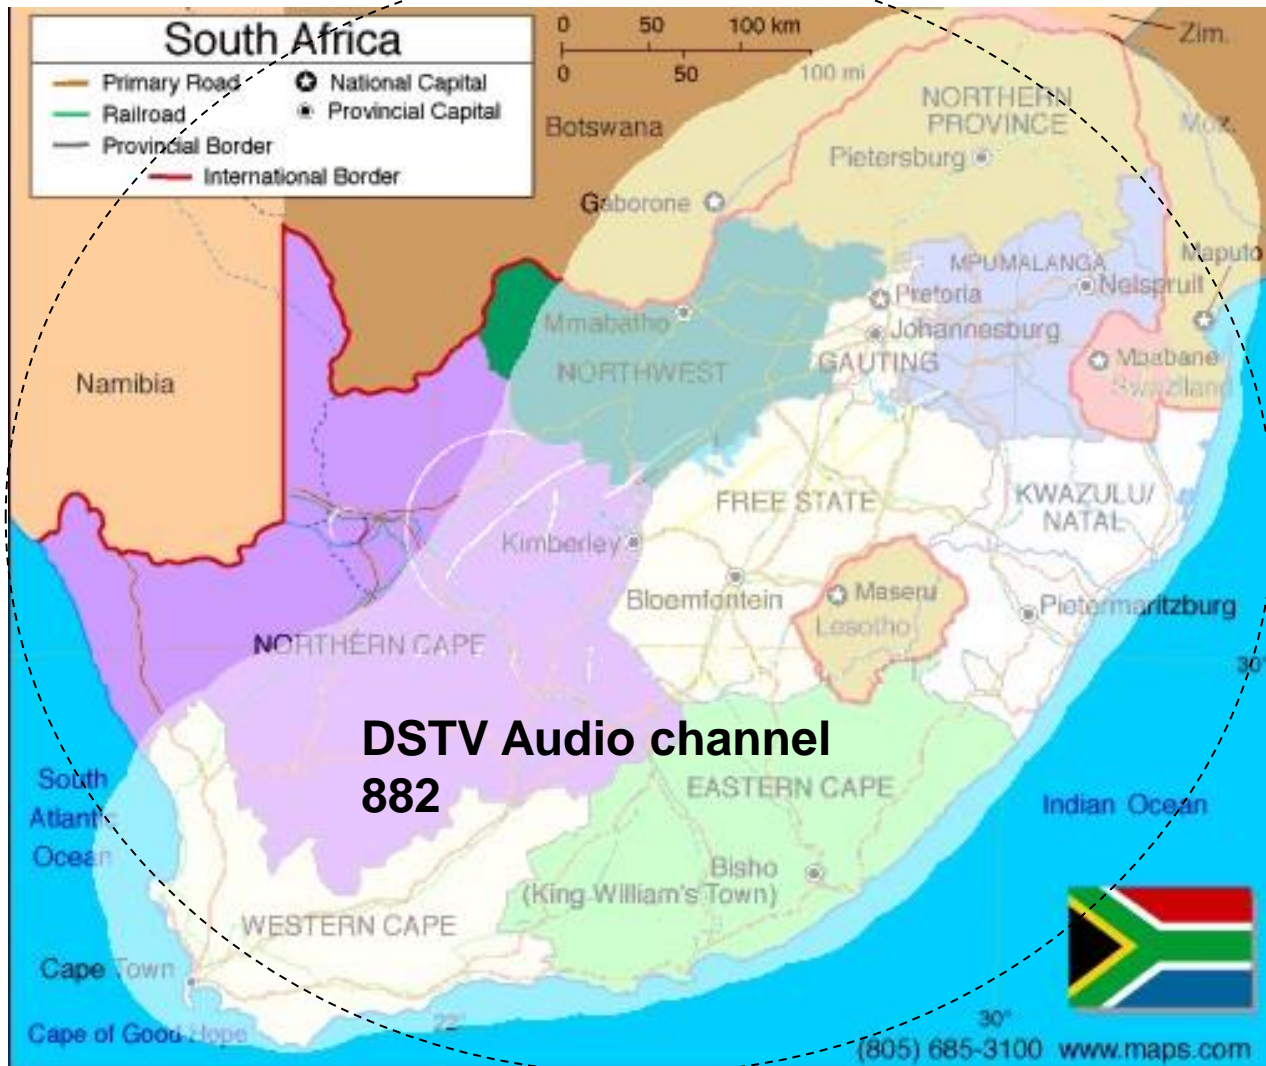 South Africa
Primary Road
Railroad
Provincial Border
International Border
National Capital
Provincial Capital
0 50 100 km
0 50 100 mi
Zim.
Botswana
NORTHERN
PROVINCE
Moz.
Pietersburg
Gaborone
Maputo
MPUMALANGA
Nelspruit
Pretoria
Mmabatho
Johannesburg
NORTHWEST
GAUTING
Mbabane
Swaziland
Namibia
FREE STATE
KWAZULU/
NATAL
Kimberley
Bloemfontein
Maseru
Lesotho
Pietermaritzburg
NORTHERN CAPE
30°
DSTV Audio channel
882
South
Atlantic
Ocean
EASTERN CAPE
Indian Ocean
Bisho
(King William's Town)
WESTERN CAPE
Cape Town
Cape of Good Hope
22°
30°
(805) 685-3100 www.maps.com